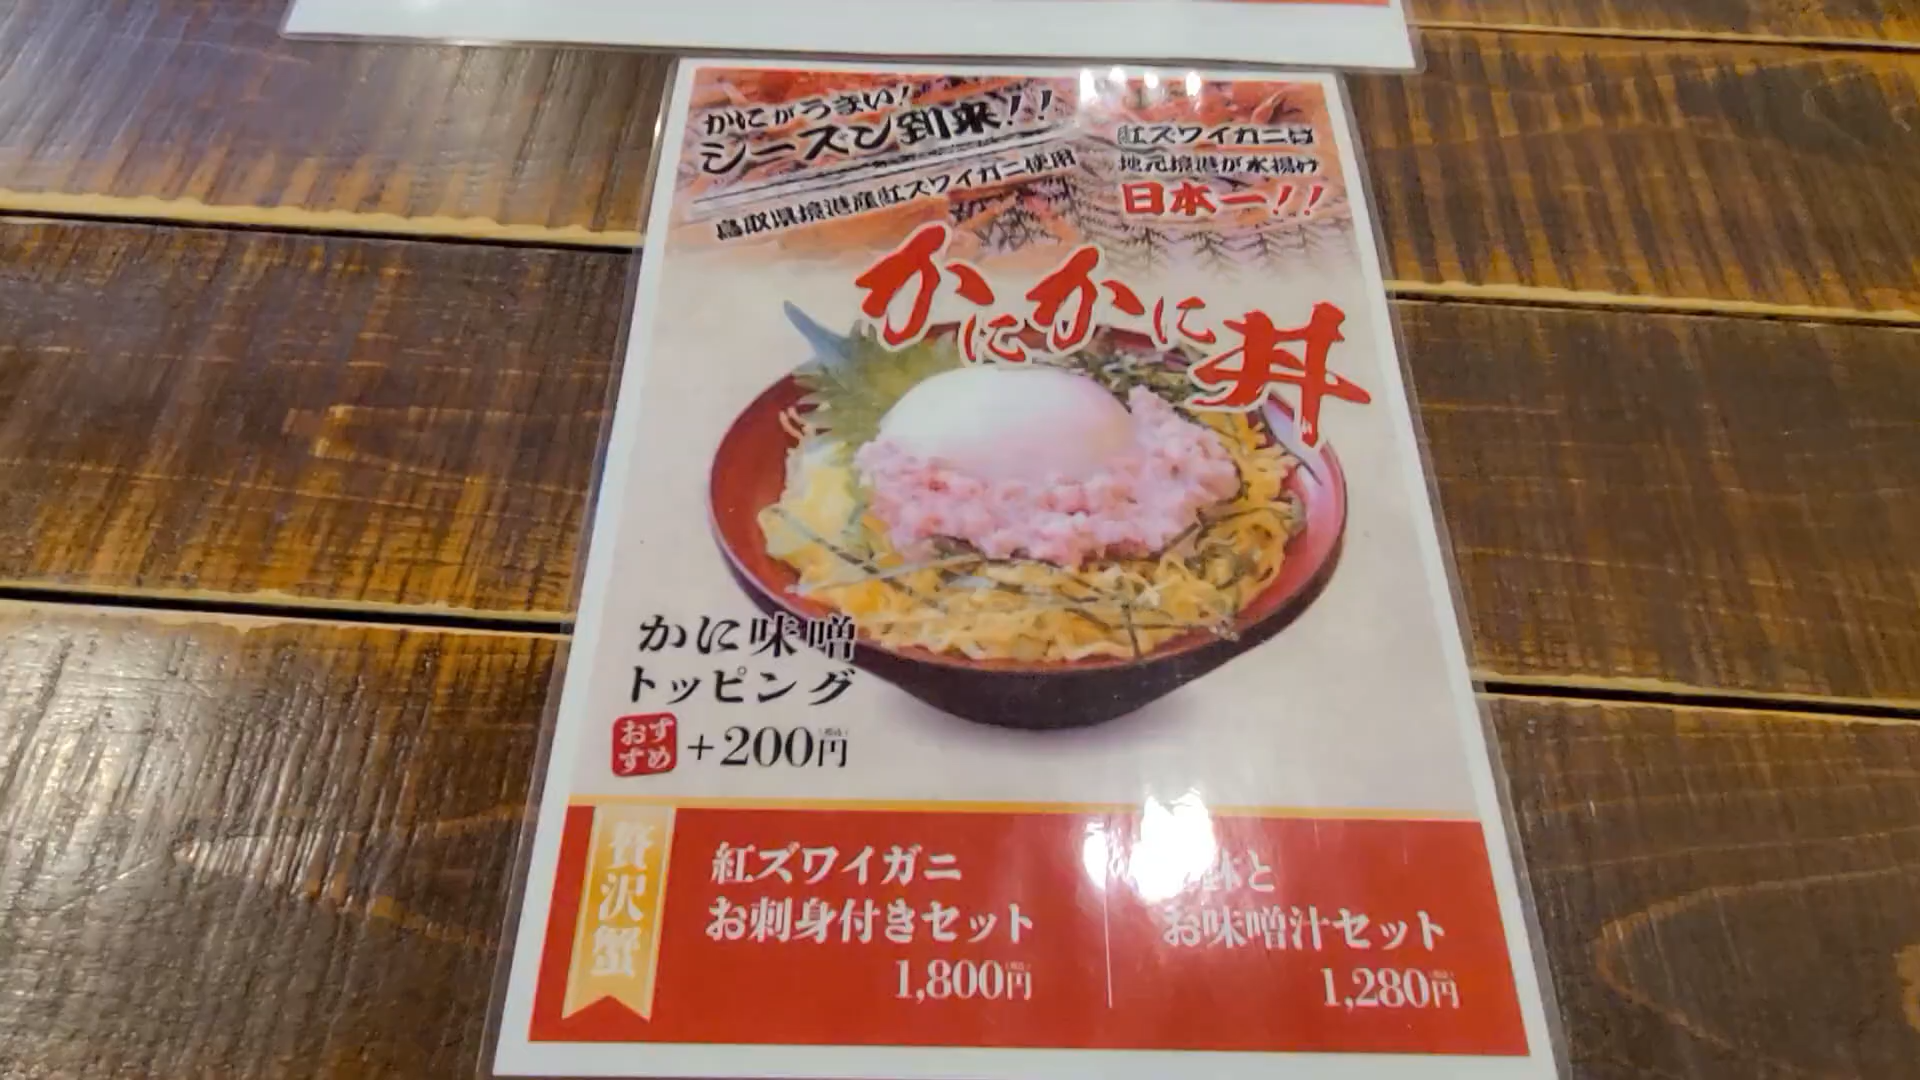 かにがうまい!
シーズン到来!!
鳥取県境港産紅ズワイガニ使用
紅ズワイガニは
地元境港が水揚げ
日本一!!
かにかに丼
かに味噌
トッピング
おすすめ
+200円
贅沢蟹
紅ズワイガニ
お刺身付きセット
1,800円
鉢と
お味噌汁セット
1,280円